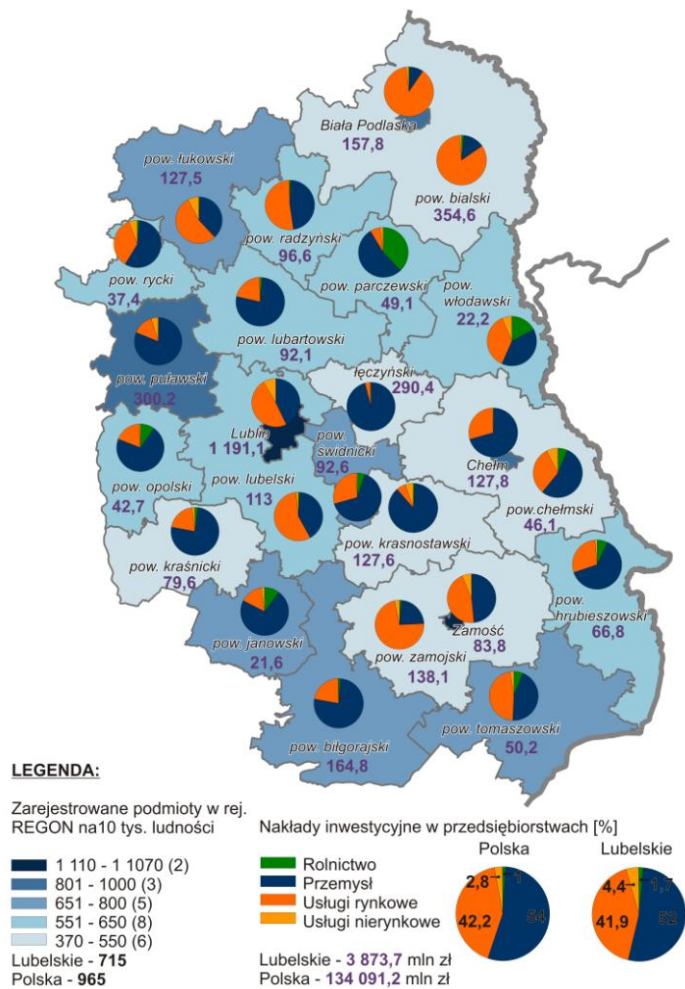 Biała Podlaska
157,8
pow. łukowski
127,5
pow. bialski
354,6
pow. radzyński
96,6
pow. rycki
37,4
pow. parczewski
49,1
pow.
włodawski
22,2
pow. lubartowski
92,1
pow. puławski
300,2
łęczyński
290,4
Lublin
1 191,1
pow.
świdnicki
92,6
Chełm
127,8
pow. opolski
42,7
pow. lubelski
113
pow.chełmski
46,1
pow. kraśnicki
79,6
pow. krasnostawski
127,6
pow.
hrubieszowski
66,8
pow. janowski
21,6
Zamość
83,8
pow. zamojski
138,1
pow. biłgorajski
164,8
pow. tomaszowski
50,2
LEGENDA:
Zarejestrowane podmioty w rej.
REGON na10 tys. ludności
1 110 - 1 1070 (2)
801 - 1000 (3)
651 - 800 (5)
551 - 650 (8)
370 - 550 (6)
Lubelskie - 715
Polska - 965
Nakłady inwestycyjne w przedsiębiorstwach [%]
Rolnictwo
Przemysł
Usługi rynkowe
Usługi nierynkowe
Lubelskie - 3 873,7 mln zł
Polska - 134 091,2 mln zł
Polska
2,8
1
42,2
54
Lubelskie
4,4
1,7
41,9
52